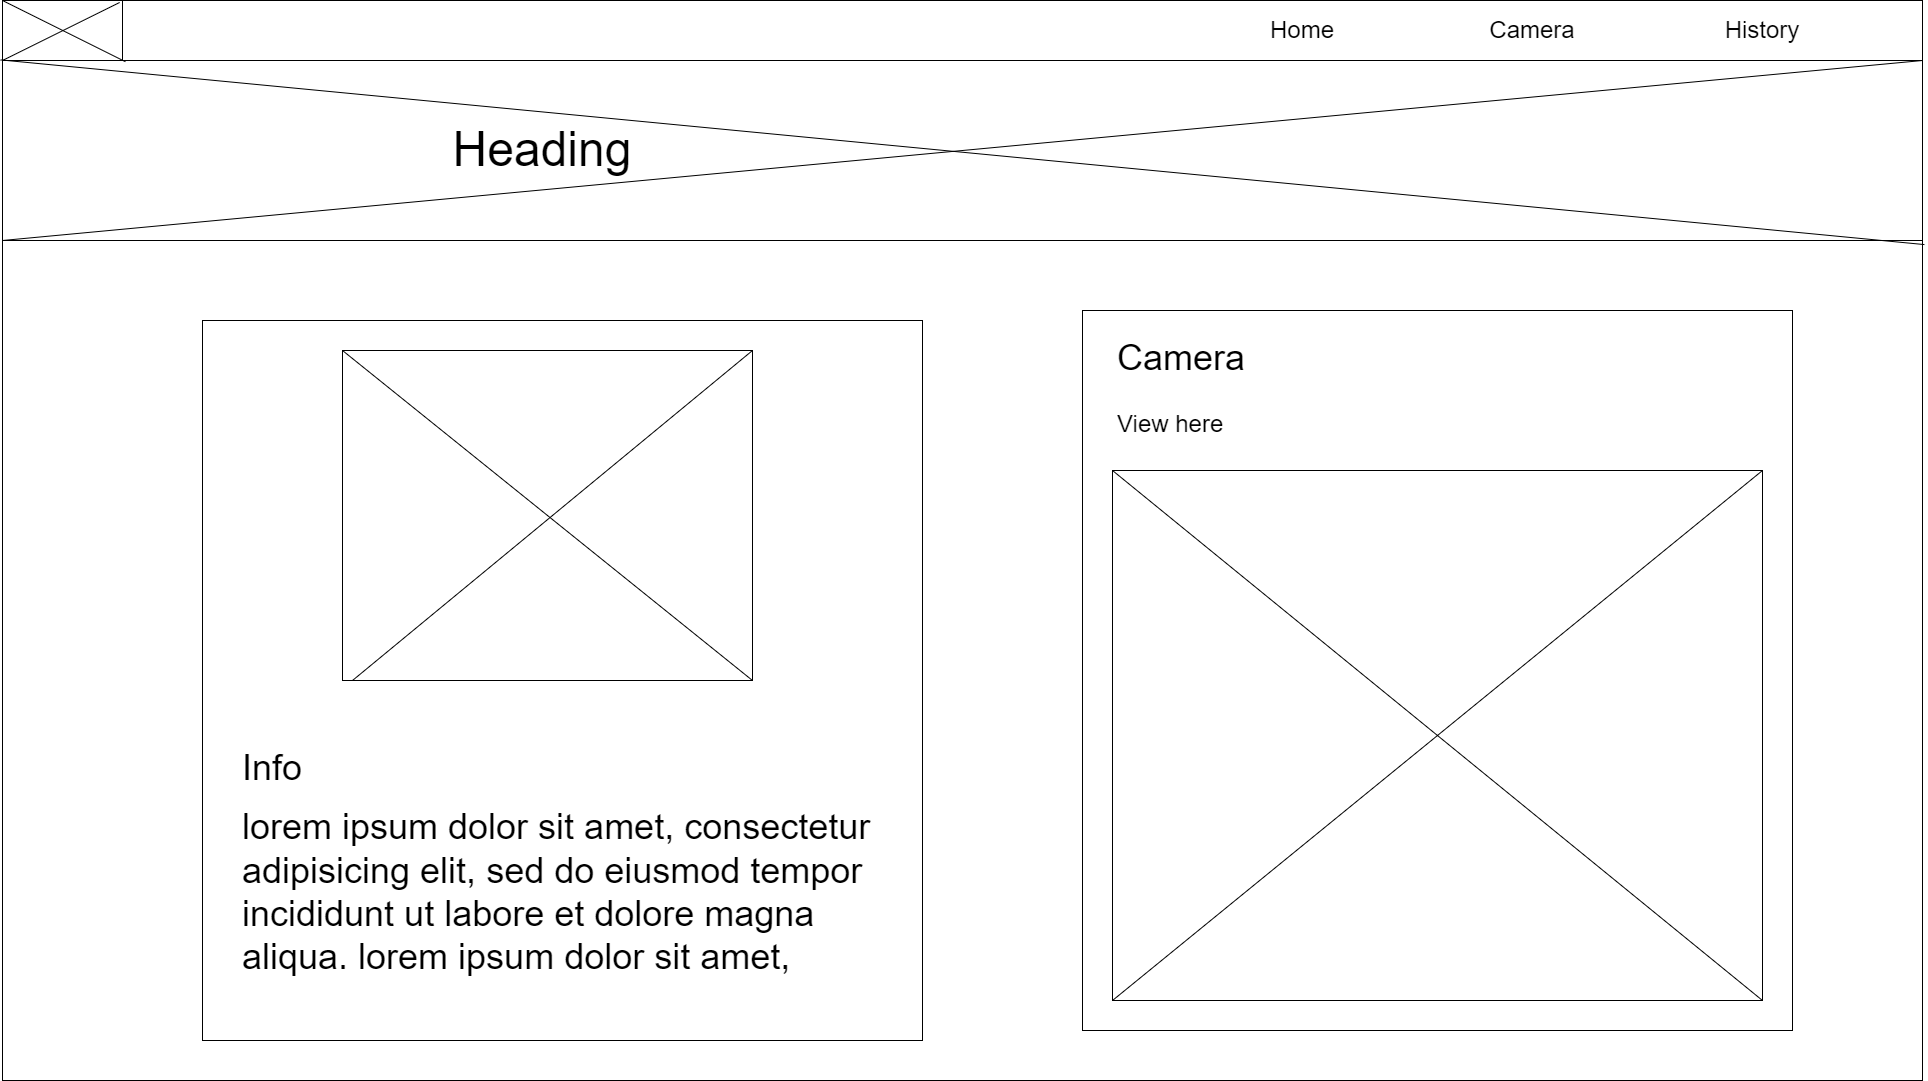 Home Camera History
Heading
Info
lorem ipsum dolor sit amet, consectetur
adipisicing elit, sed do eiusmod tempor
incididunt ut labore et dolore magna
aliqua. lorem ipsum dolor sit amet,
Camera
View here